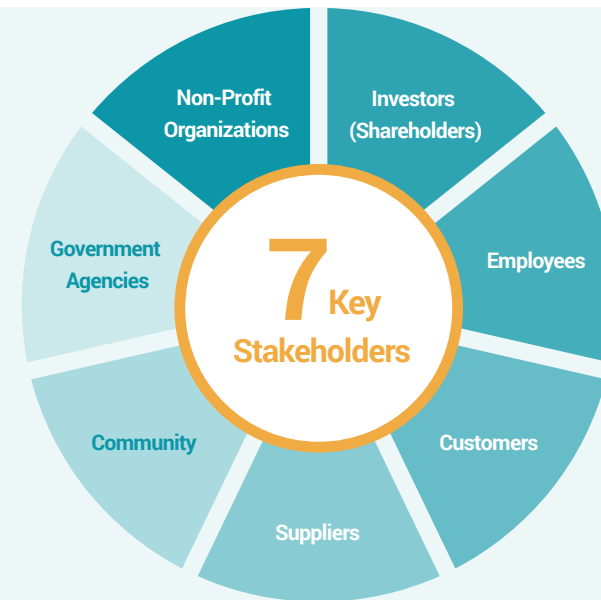 Non-Profit
Organizations
Investors
(Shareholders)
Government
Agencies
Employees
7 Key
Stakeholders
Community
Customers
Suppliers